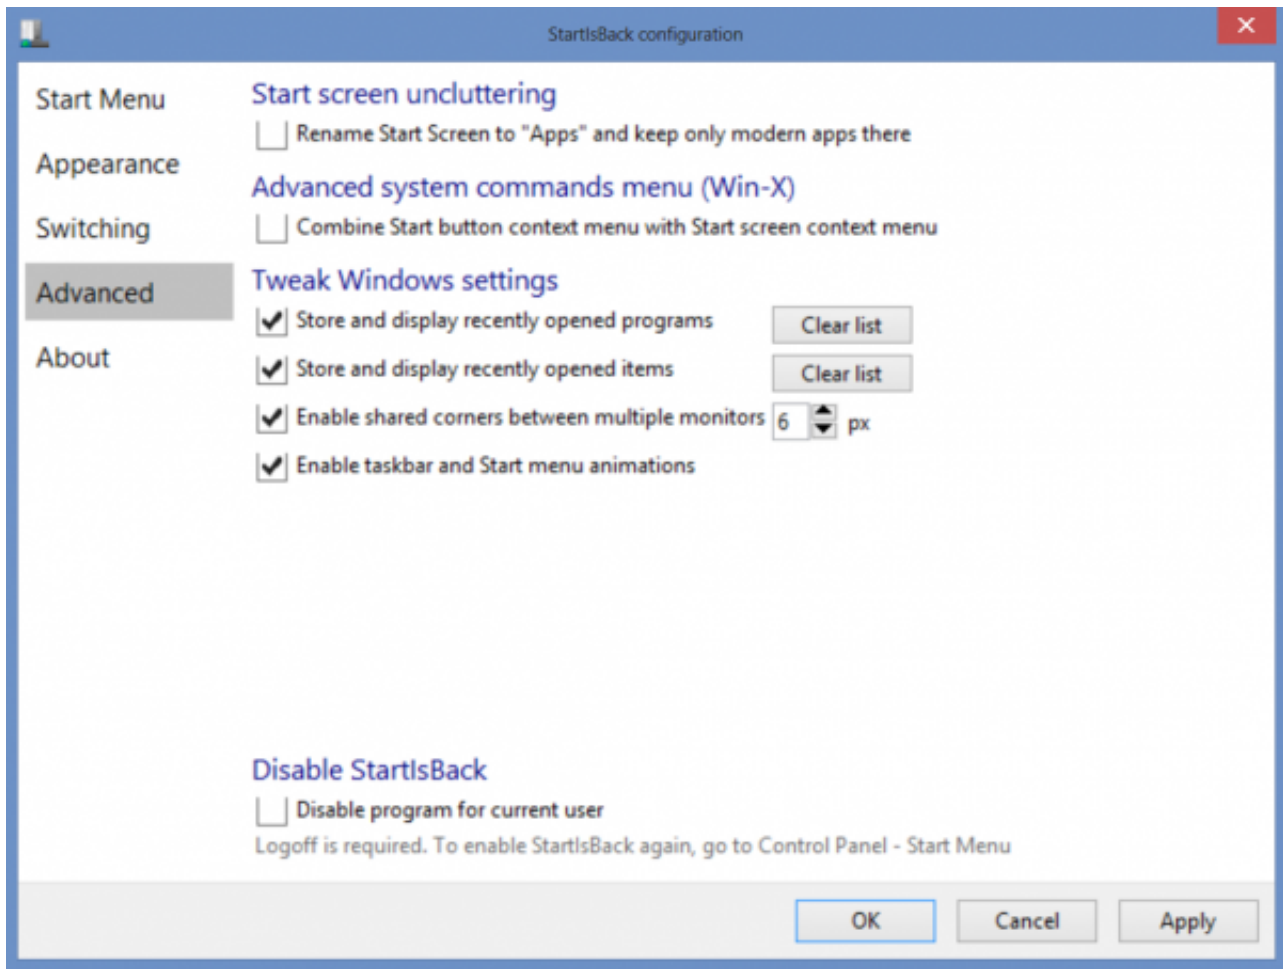 StartIsBack configuration
Start Menu
Appearance
Switching
Advanced
About
Start screen uncluttering
Rename Start Screen to "Apps" and keep only modern apps there
Advanced system commands menu (Win-X)
Combine Start button context menu with Start screen context menu
Tweak Windows settings
Store and display recently opened programs Clear list
Store and display recently opened items Clear list
Enable shared corners between multiple monitors 6 px
Enable taskbar and Start menu animations
Disable StartIsBack
Disable program for current user
Logoff is required. To enable StartIsBack again, go to Control Panel - Start Menu
OK Cancel Apply